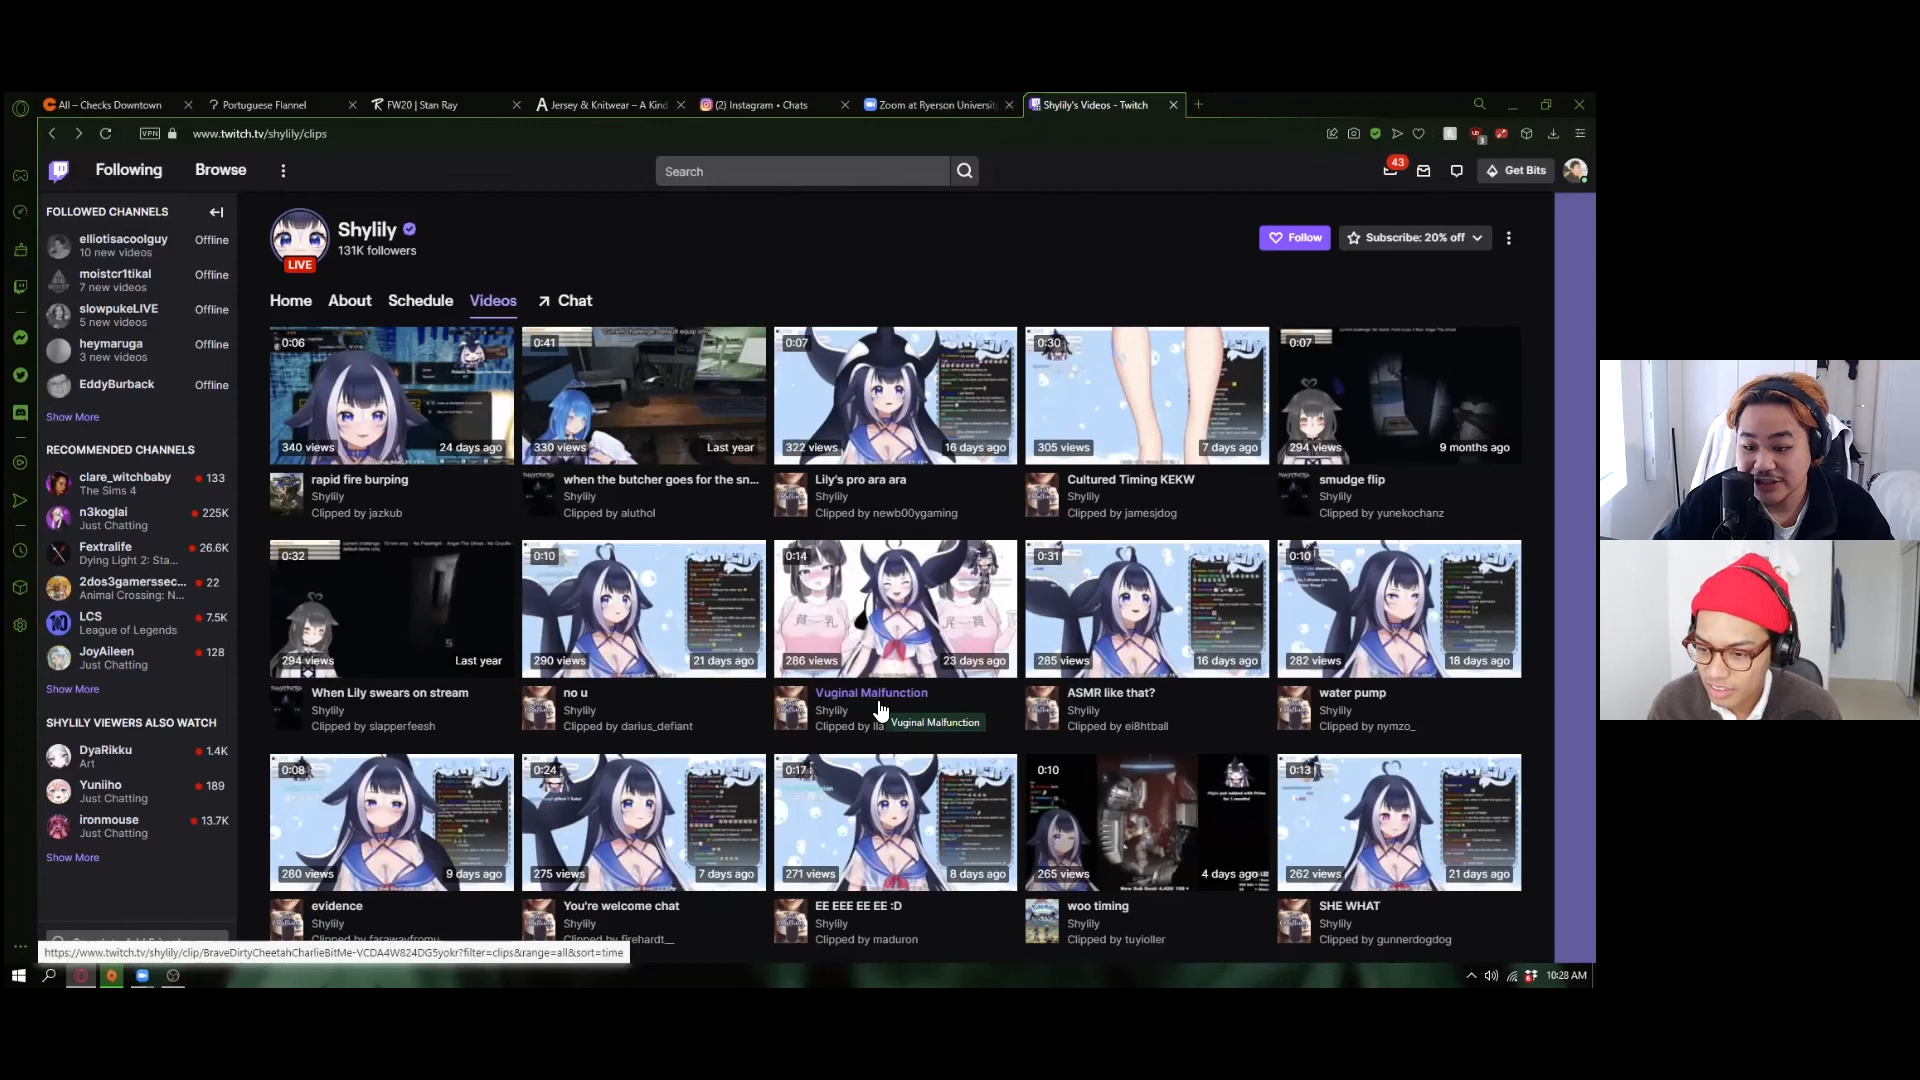 All – Checks Downtown
Portuguese Flannel
FW20 | Stan Ray
Jersey & Knitwear – A Kind
(2) Instagram • Chats
Zoom at Ryerson University
Shylily's Videos - Twitch
VPN
www.twitch.tv/shylily/clips
Following
Browse
Search
43
Get Bits
FOLLOWED CHANNELS
elliotisacoolguy
Offline
10 new videos
moistcr1tikal
Offline
7 new videos
slowpukeLIVE
Offline
5 new videos
heymaruga
Offline
3 new videos
EddyBurback
Offline
Show More
RECOMMENDED CHANNELS
clare_witchbaby
133
The Sims 4
n3koglai
225K
Just Chatting
Fextralife
26.6K
Dying Light 2: Sta...
2dos3gamerssec...
22
Animal Crossing: N...
LCS
7.5K
League of Legends
JoyAileen
128
Just Chatting
Show More
SHYLILY VIEWERS ALSO WATCH
DyaRikku
1.4K
Art
Yuniiho
189
Just Chatting
ironmouse
13.7K
Just Chatting
Show More
Shylily
131K followers
LIVE
Follow
Subscribe: 20% off
Home
About
Schedule
Videos
Chat
0:06
340 views
24 days ago
rapid fire burping
Shylily
Clipped by jazkub
0:41
330 views
Last year
when the butcher goes for the sn...
Shylily
Clipped by aluthol
0:07
322 views
16 days ago
Lily's pro ara ara
Shylily
Clipped by newb00ygaming
0:30
305 views
7 days ago
Cultured Timing KEKW
Shylily
Clipped by jamesjdog
0:07
294 views
9 months ago
smudge flip
Shylily
Clipped by yunekochanz
0:32
294 views
Last year
When Lily swears on stream
Shylily
Clipped by slapperfeesh
0:10
290 views
21 days ago
no u
Shylily
Clipped by darius_defiant
0:14
286 views
23 days ago
Vuginal Malfunction
Shylily
Clipped by
Vuginal Malfunction
0:31
285 views
16 days ago
ASMR like that?
Shylily
Clipped by ei8htball
0:10
282 views
18 days ago
water pump
Shylily
Clipped by nymzo_
0:08
280 views
9 days ago
evidence
Shylily
Clipped by farawayfromu
0:24
275 views
7 days ago
You're welcome chat
Shylily
Clipped by firehardt__
0:17
271 views
8 days ago
EE EEE EE EE :D
Shylily
Clipped by maduron
0:10
265 views
4 days ago
woo timing
Shylily
Clipped by tuyioller
0:13
262 views
21 days ago
SHE WHAT
Shylily
Clipped by gunnerdogdog
https://www.twitch.tv/shylily/clip/BraveDirtyCheetahCharlieBitMe-VCDA4W824DG5yokr?filter=clips&range=all&sort=time
10:28 AM